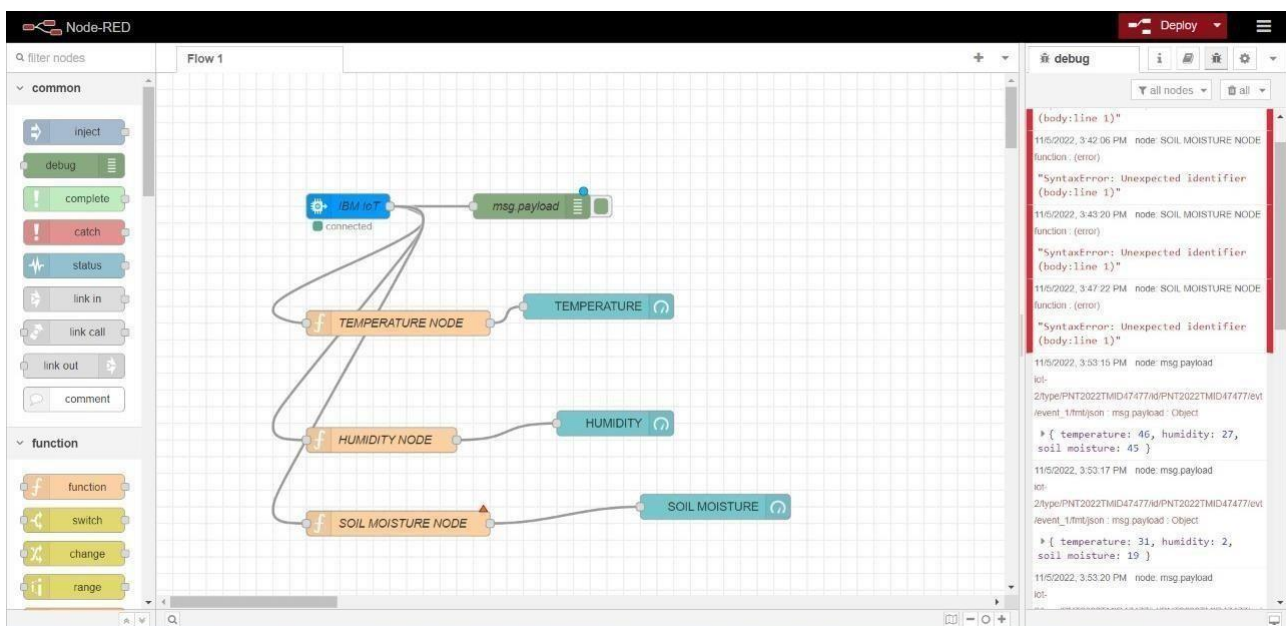 Node-RED
Deploy
filter nodes
common
inject
debug
complete
catch
status
link in
link call
link out
comment
function
function
switch
change
range
Flow 1
IBM IoT
connected
msg.payload
TEMPERATURE NODE
TEMPERATURE
HUMIDITY NODE
HUMIDITY
SOIL MOISTURE NODE
SOIL MOISTURE
debug
i
all nodes
all
(body:line 1)"
11/5/2022, 3:42:06 PM node: SOIL MOISTURE NODE
function : (error)
"SyntaxError: Unexpected identifier
(body:line 1)"
11/5/2022, 3:43:20 PM node: SOIL MOISTURE NODE
function : (error)
"SyntaxError: Unexpected identifier
(body:line 1)"
11/5/2022, 3:47:22 PM node: SOIL MOISTURE NODE
function : (error)
"SyntaxError: Unexpected identifier
(body:line 1)"
11/5/2022, 3:53:15 PM node: msg.payload
iot-
2/type/PNT2022TMID47477/id/PNT2022TMID47477/evt
/event_1/fmt/json : msg.payload : Object
{ temperature: 46, humidity: 27,
soil moisture: 45 }
11/5/2022, 3:53:17 PM node: msg.payload
iot-
2/type/PNT2022TMID47477/id/PNT2022TMID47477/evt
/event_1/fmt/json : msg.payload : Object
{ temperature: 31, humidity: 2,
soil moisture: 19 }
11/5/2022, 3:53:20 PM node: msg.payload
iot-